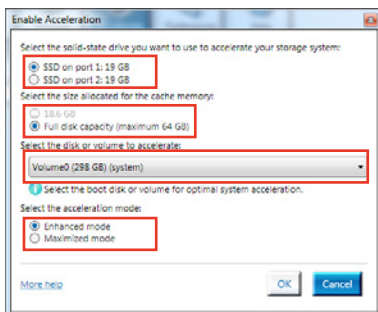 Enable Acceleration
Select the solid-state drive you want to use to accelerate your storage system:
SSD on port 1: 19 GB
SSD on port 2: 19 GB
Select the size allocated for the cache memory:
18.6 GB
Full disk capacity (maximum 64 GB)
Select the disk or volume to accelerate:
Volume0 (298 GB) (system)
Select the boot disk or volume for optimal system acceleration.
Select the acceleration mode:
Enhanced mode
Maximized mode
More help
OK
Cancel